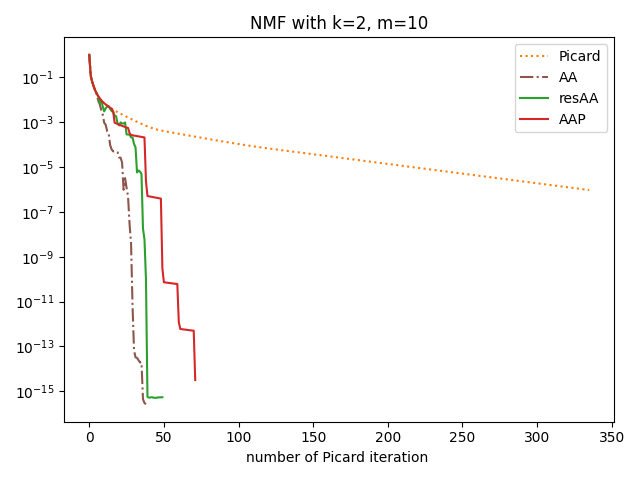 NMF with k=2, m=10
Picard
AA
resAA
AAP
10⁻¹
10⁻³
10⁻⁵
10⁻⁷
10⁻⁹
10⁻¹¹
10⁻¹³
10⁻¹⁵
0 50 100 150 200 250 300 350
number of Picard iteration